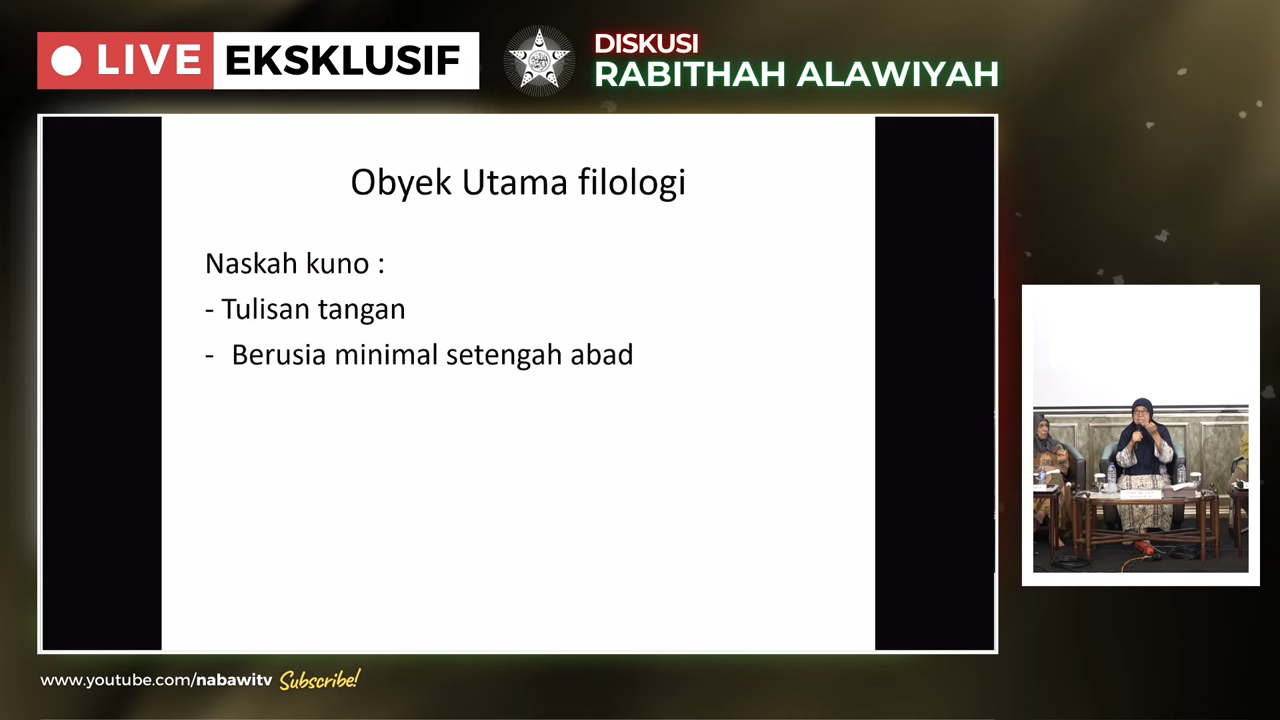 LIVE EKSKLUSIF
DISKUSI
RABITHAH ALAWIYAH
Obyek Utama filologi
Naskah kuno :
- Tulisan tangan
- Berusia minimal setengah abad
www.youtube.com/nabawitv Subscribe!